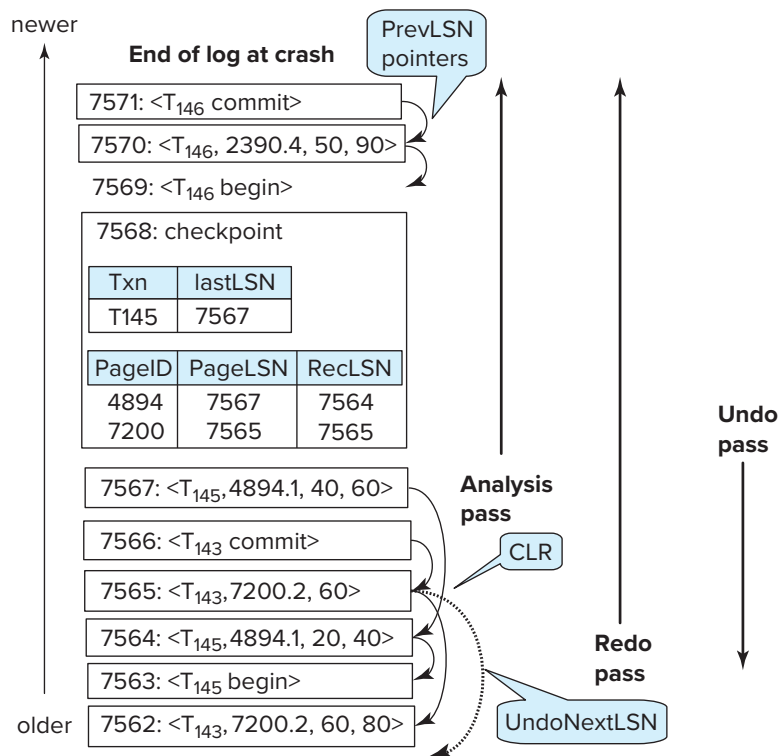 newer
End of log at crash
PrevLSN
pointers
7571: <T146 commit>
7570: <T146, 2390.4, 50, 90>
7569: <T146 begin>
7568: checkpoint
Txn lastLSN
T145 7567
PageID PageLSN RecLSN
4894 7567 7564
7200 7565 7565
Undo
pass
7567: <T145,4894.1, 40, 60>
Analysis
pass
7566: <T143 commit>
CLR
7565: <T143,7200.2, 60>
7564: <T145,4894.1, 20, 40>
Redo
pass
7563: <T145 begin>
older
7562: <T143,7200.2, 60, 80>
UndoNextLSN